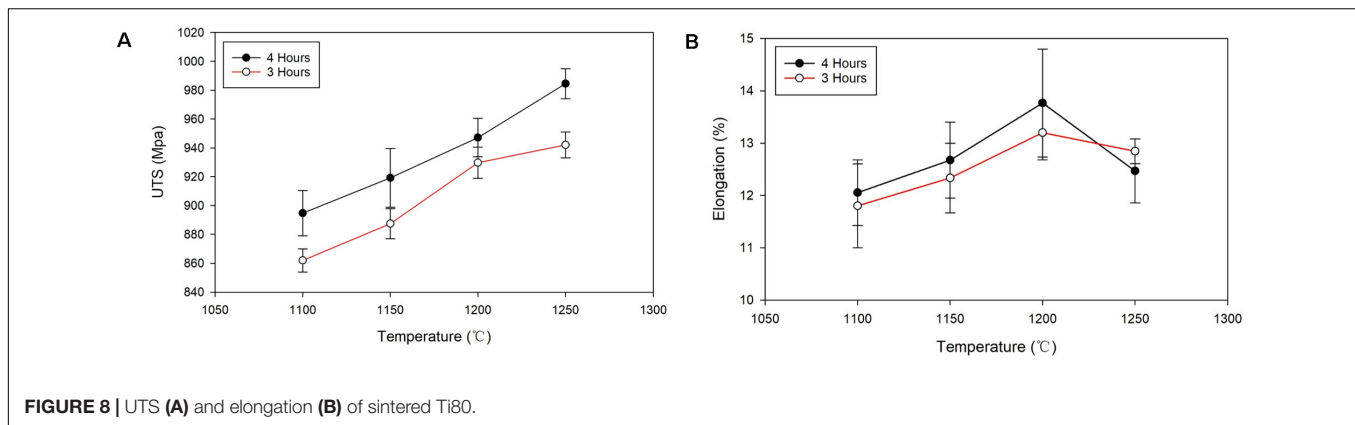 A
1020
1000
980
960
940
920
900
880
860
840
UTS (Mpa)
4 Hours
3 Hours
1050
1100
1150
1200
1250
1300
Temperature (℃)
B
15
14
13
12
11
10
Elongation (%)
4 Hours
3 Hours
1050
1100
1150
1200
1250
1300
Temperature (℃)
FIGURE 8 | UTS (A) and elongation (B) of sintered Ti80.